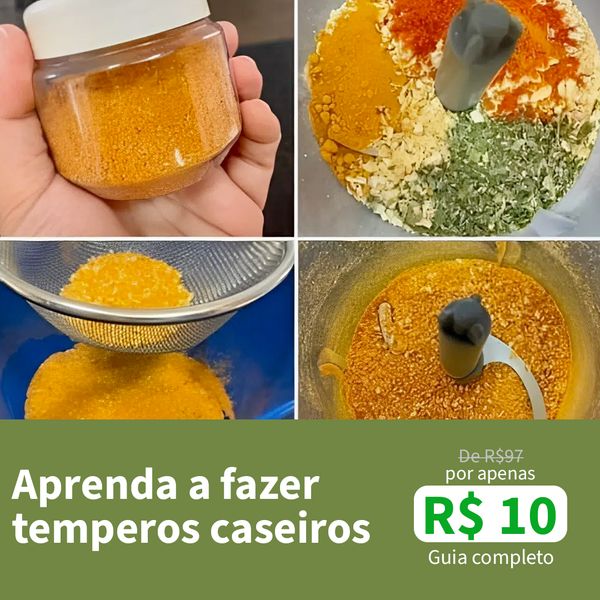 Aprenda a fazer
temperos caseiros
De R$97
por apenas
R$ 10
Guia completo